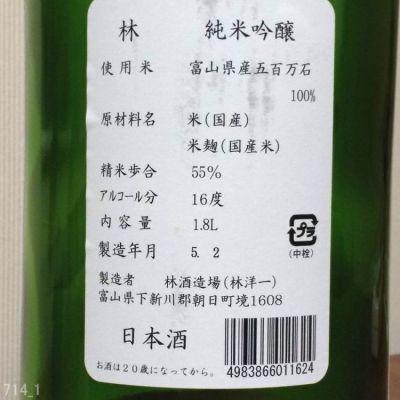 林 純米吟醸
使用米 富山県産五百万石
100%
原材料名 米(国産)
米麹(国産米)
精米歩合 55%
アルコール分 16度
内容量 1.8L
製造年月 5. 2
プラ
(中栓)
製造者 林酒造場(林洋一)
富山県下新川郡朝日町境1608
日本酒
お酒は20歳になってから。
4983866011624
714_1